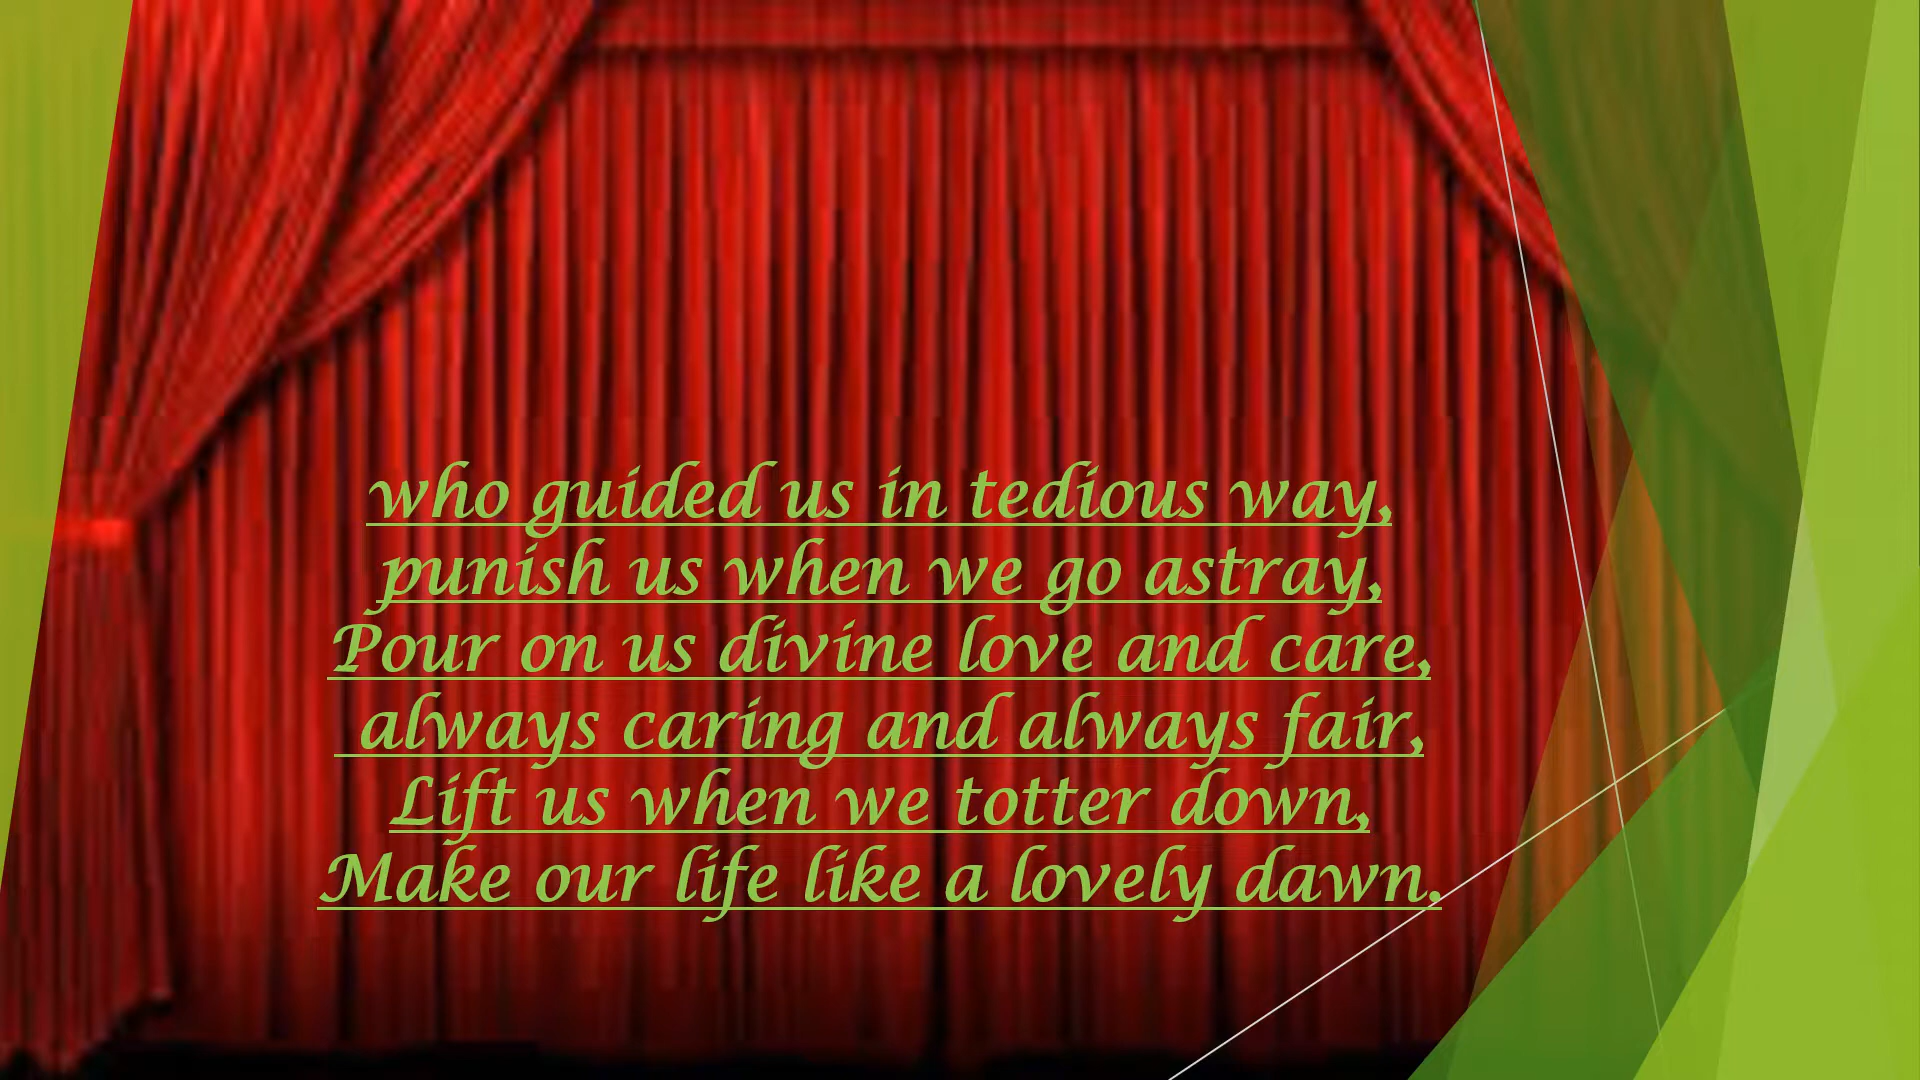 who guided us in tedious way,
punish us when we go astray,
Pour on us divine love and care,
always caring and always fair,
Lift us when we totter down,
Make our life like a lovely dawn.